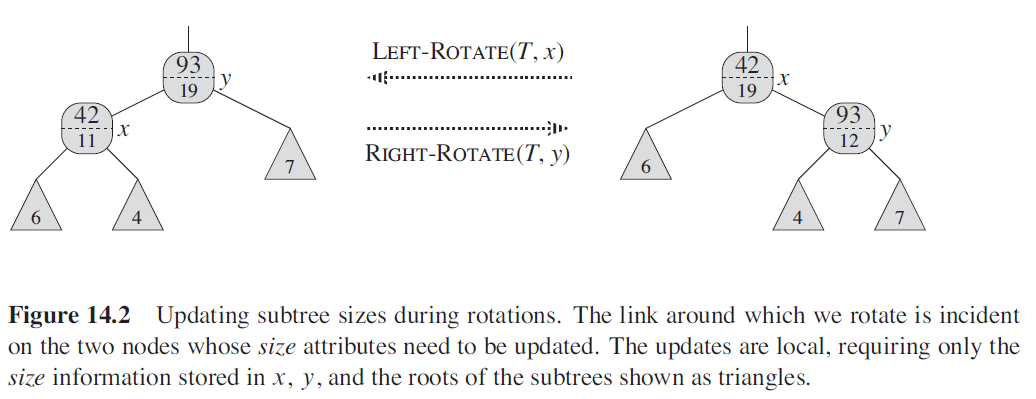 93
19
y
42
11
x
6
4
7
LEFT-ROTATE(T, x)
RIGHT-ROTATE(T, y)
42
19
x
93
12
y
6
4
7
Figure 14.2 Updating subtree sizes during rotations. The link around which we rotate is incident
on the two nodes whose size attributes need to be updated. The updates are local, requiring only the
size information stored in x, y, and the roots of the subtrees shown as triangles.